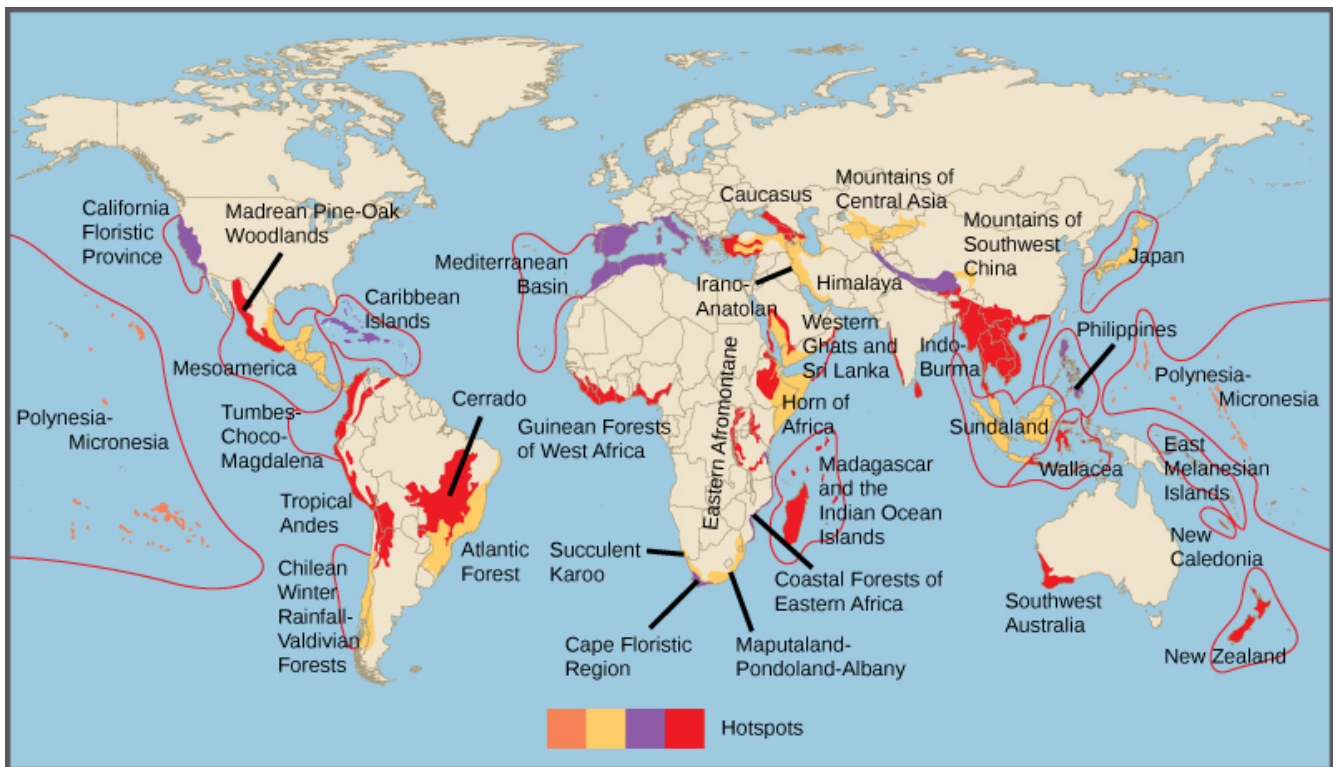 California
Floristic
Province
Madrean Pine-Oak
Woodlands
Mediterranean
Basin
Caucasus
Mountains of
Central Asia
Mountains of
Southwest
China
Japan
Caribbean
Islands
Irano-
Anatolan
Himalaya
Mesoamerica
Western
Ghats and
Sri Lanka
Indo-
Burma
Philippines
Polynesia-
Micronesia
Polynesia-
Micronesia
Tumbes-
Choco-
Magdalena
Cerrado
Guinean Forests
of West Africa
Eastern Afromontane
Horn of
Africa
Sundaland
Wallacea
East
Melanesian
Islands
Madagascar
and the
Indian Ocean
Islands
Tropical
Andes
Atlantic
Forest
Succulent
Karoo
Coastal Forests of
Eastern Africa
New
Caledonia
Chilean
Winter
Rainfall-
Valdivian
Forests
Cape Floristic
Region
Maputaland-
Pondoland-Albany
Southwest
Australia
New Zealand
Hotspots